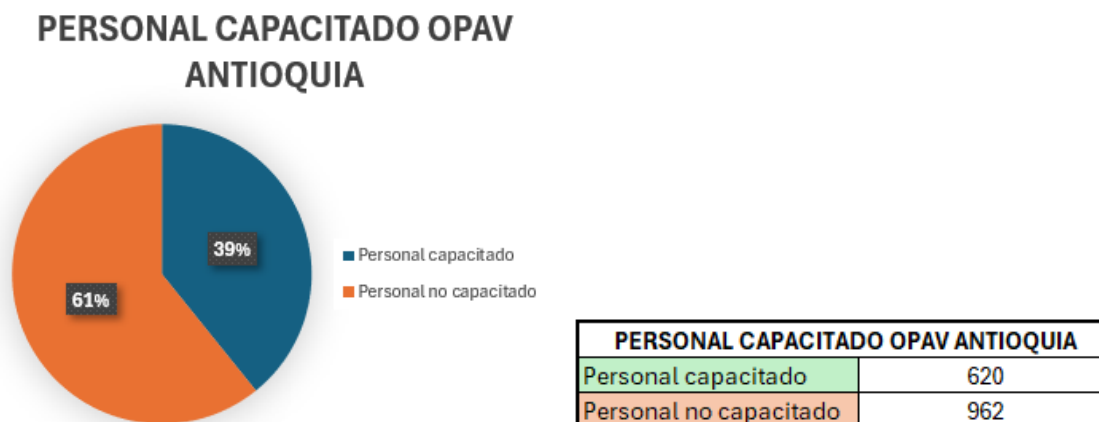 PERSONAL CAPACITADO OPAV
ANTIOQUIA
39%
61%
Personal capacitado
Personal no capacitado
PERSONAL CAPACITADO OPAV ANTIOQUIA
Personal capacitado 620
Personal no capacitado 962